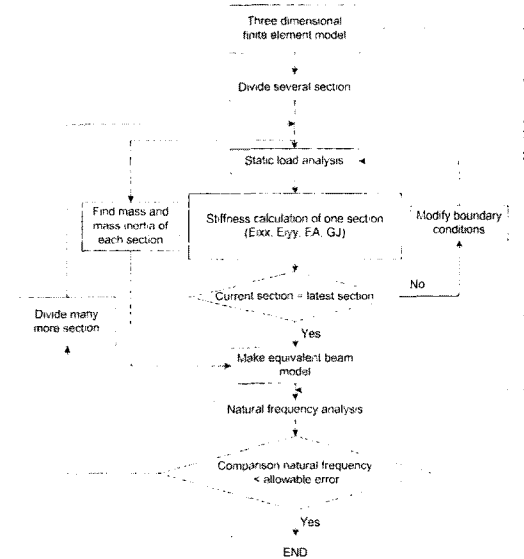 Three dimensional
finite element model
Divide several section
Static load analysis
Find mass and
mass inertia of
each section
Stiffness calculation of one section
(EIxx, EIyy, EA, GJ)
Modify boundary
conditions
Current section = latest section
No
Divide many
more section
Yes
Make equivalent beam
model
Natural frequency analysis
Comparison natural frequency
< allowable error
Yes
END